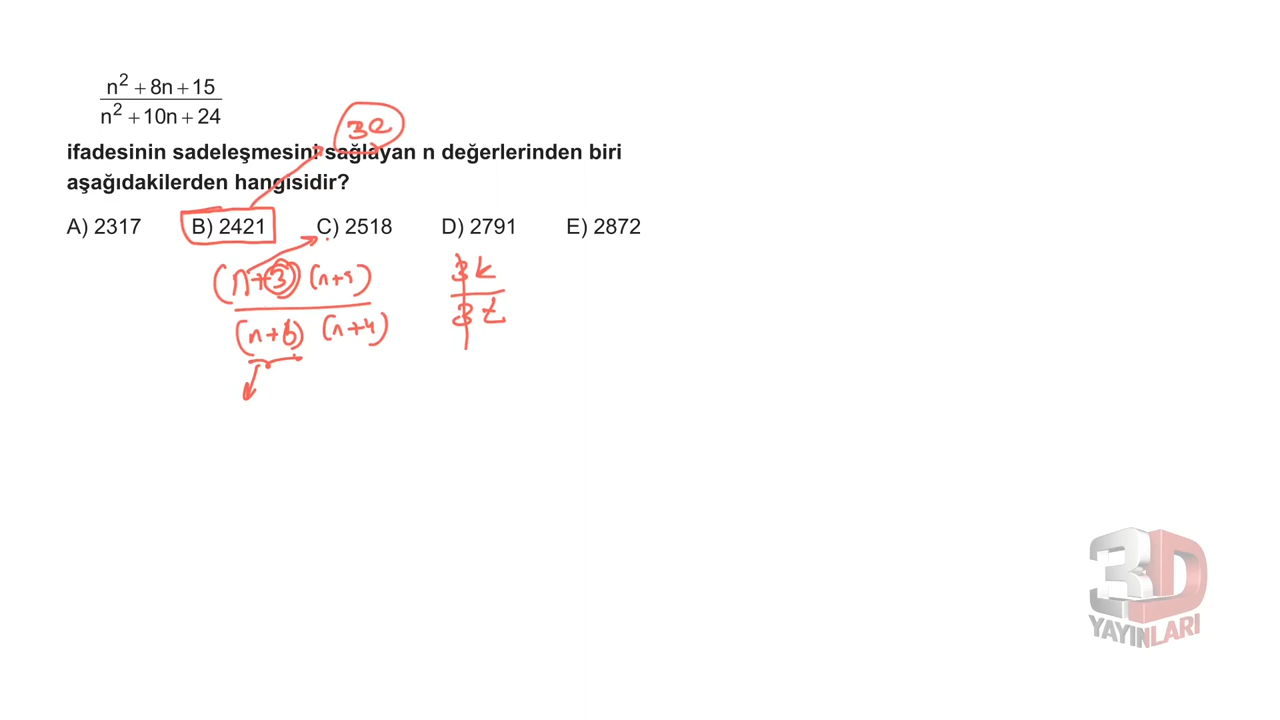 n² + 8n + 15
n² + 10n + 24
3e
ifadesinin sadeleşmesini sağlayan n değerlerinden biri
aşağıdakilerden hangisidir?
A) 2317 B) 2421 C) 2518 D) 2791 E) 2872
(n+3) (n+5) 3k
(n+6) (n+4) 3t
3D
YAYINLARI